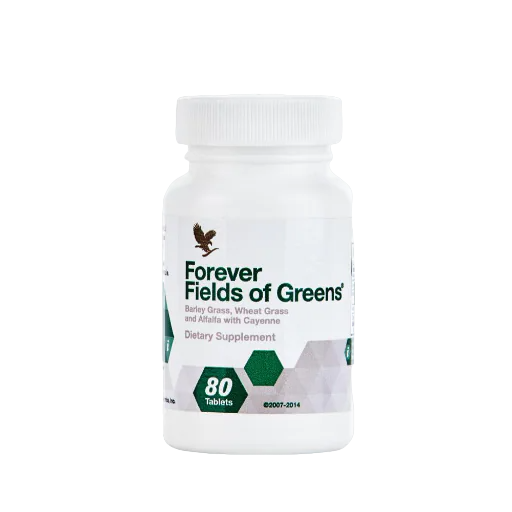 Forever
Fields of Greens®
Barley Grass, Wheat Grass
and Alfalfa with Cayenne
Dietary Supplement
80
Tablets
©2007-2014